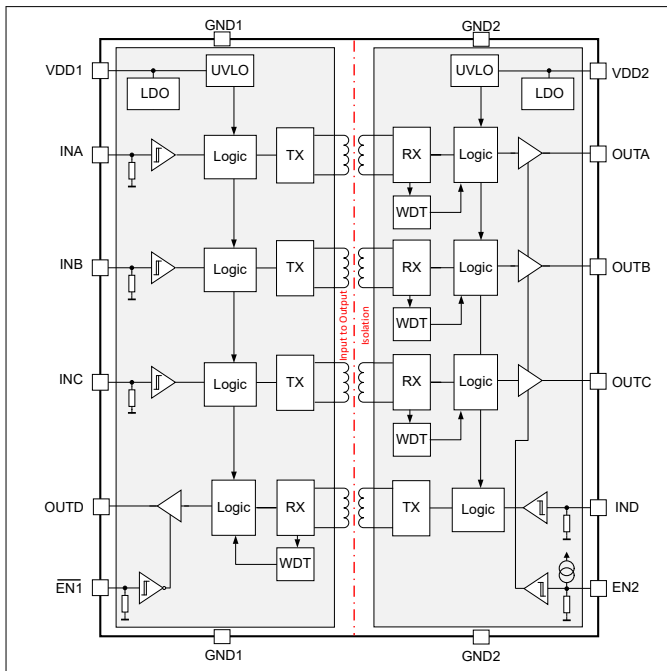 GND1 GND2
VDD1 UVLO UVLO VDD2
LDO LDO
INA Logic TX RX Logic OUTA
WDT
INB Logic TX RX Logic OUTB
WDT
Input to Output
Isolation
INC Logic TX RX Logic OUTC
WDT
OUTD Logic RX TX Logic IND
WDT
EN1 EN2
GND1 GND2